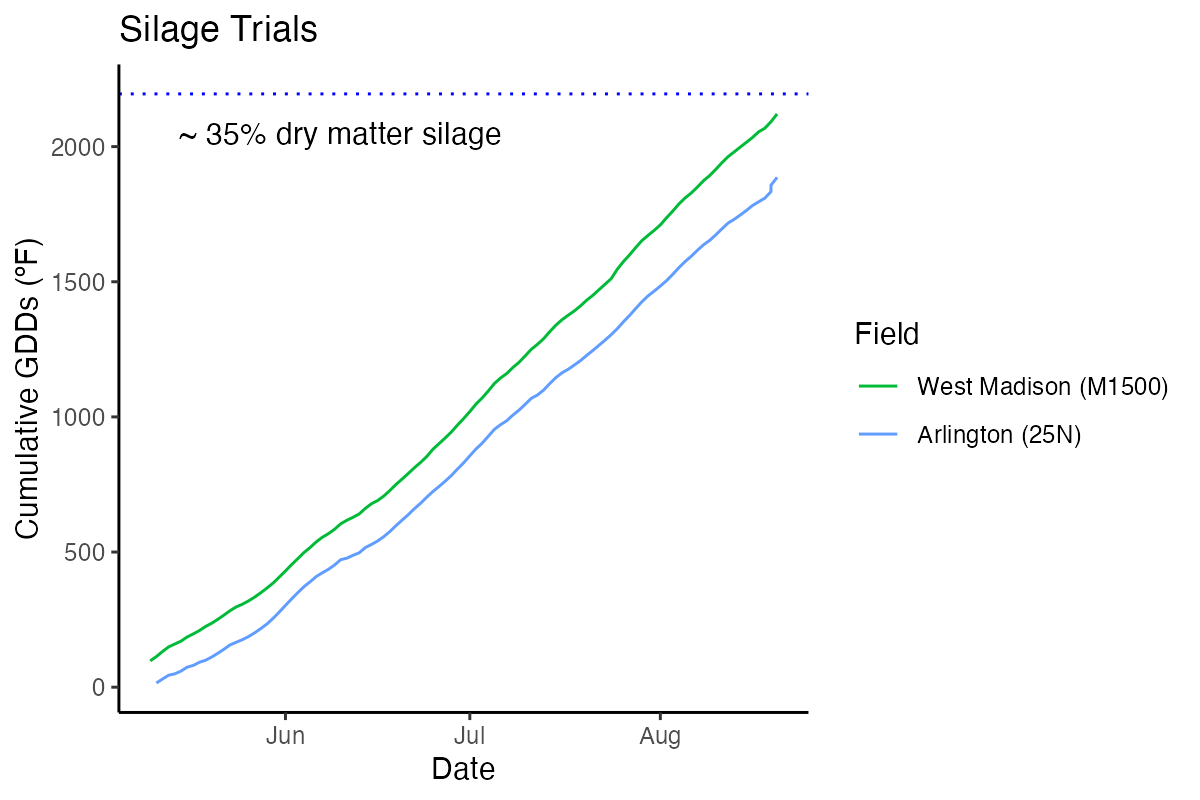 Silage Trials
~ 35% dry matter silage
Cumulative GDDs (°F)
2000
1500
1000
500
0
Jun Jul Aug
Date
Field
West Madison (M1500)
Arlington (25N)